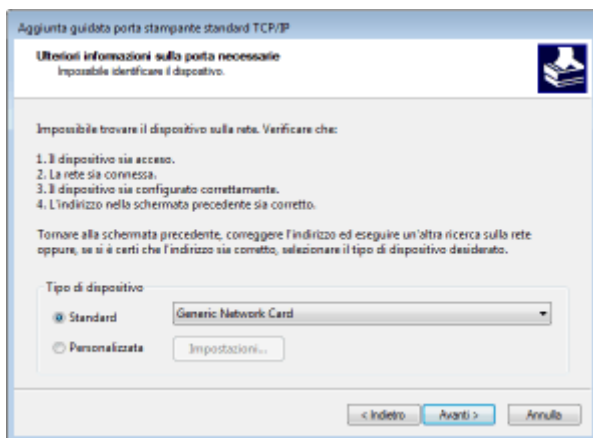 Aggiunta guidata porta stampante standard TCP/IP
Ulteriori informazioni sulla porta necessarie
Impossibile identificare il dispositivo.
Impossibile trovare il dispositivo sulla rete. Verificare che:
1. Il dispositivo sia acceso.
2. La rete sia connessa.
3. Il dispositivo sia configurato correttamente.
4. L'indirizzo nella schermata precedente sia corretto.
Tornare alla schermata precedente, correggere l'indirizzo ed eseguire un'altra ricerca sulla rete
oppure, se si è certi che l'indirizzo sia corretto, selezionare il tipo di dispositivo desiderato.
Tipo di dispositivo
Standard
Generic Network Card
Personalizzata
Impostazioni...
< Indietro
Avanti >
Annulla